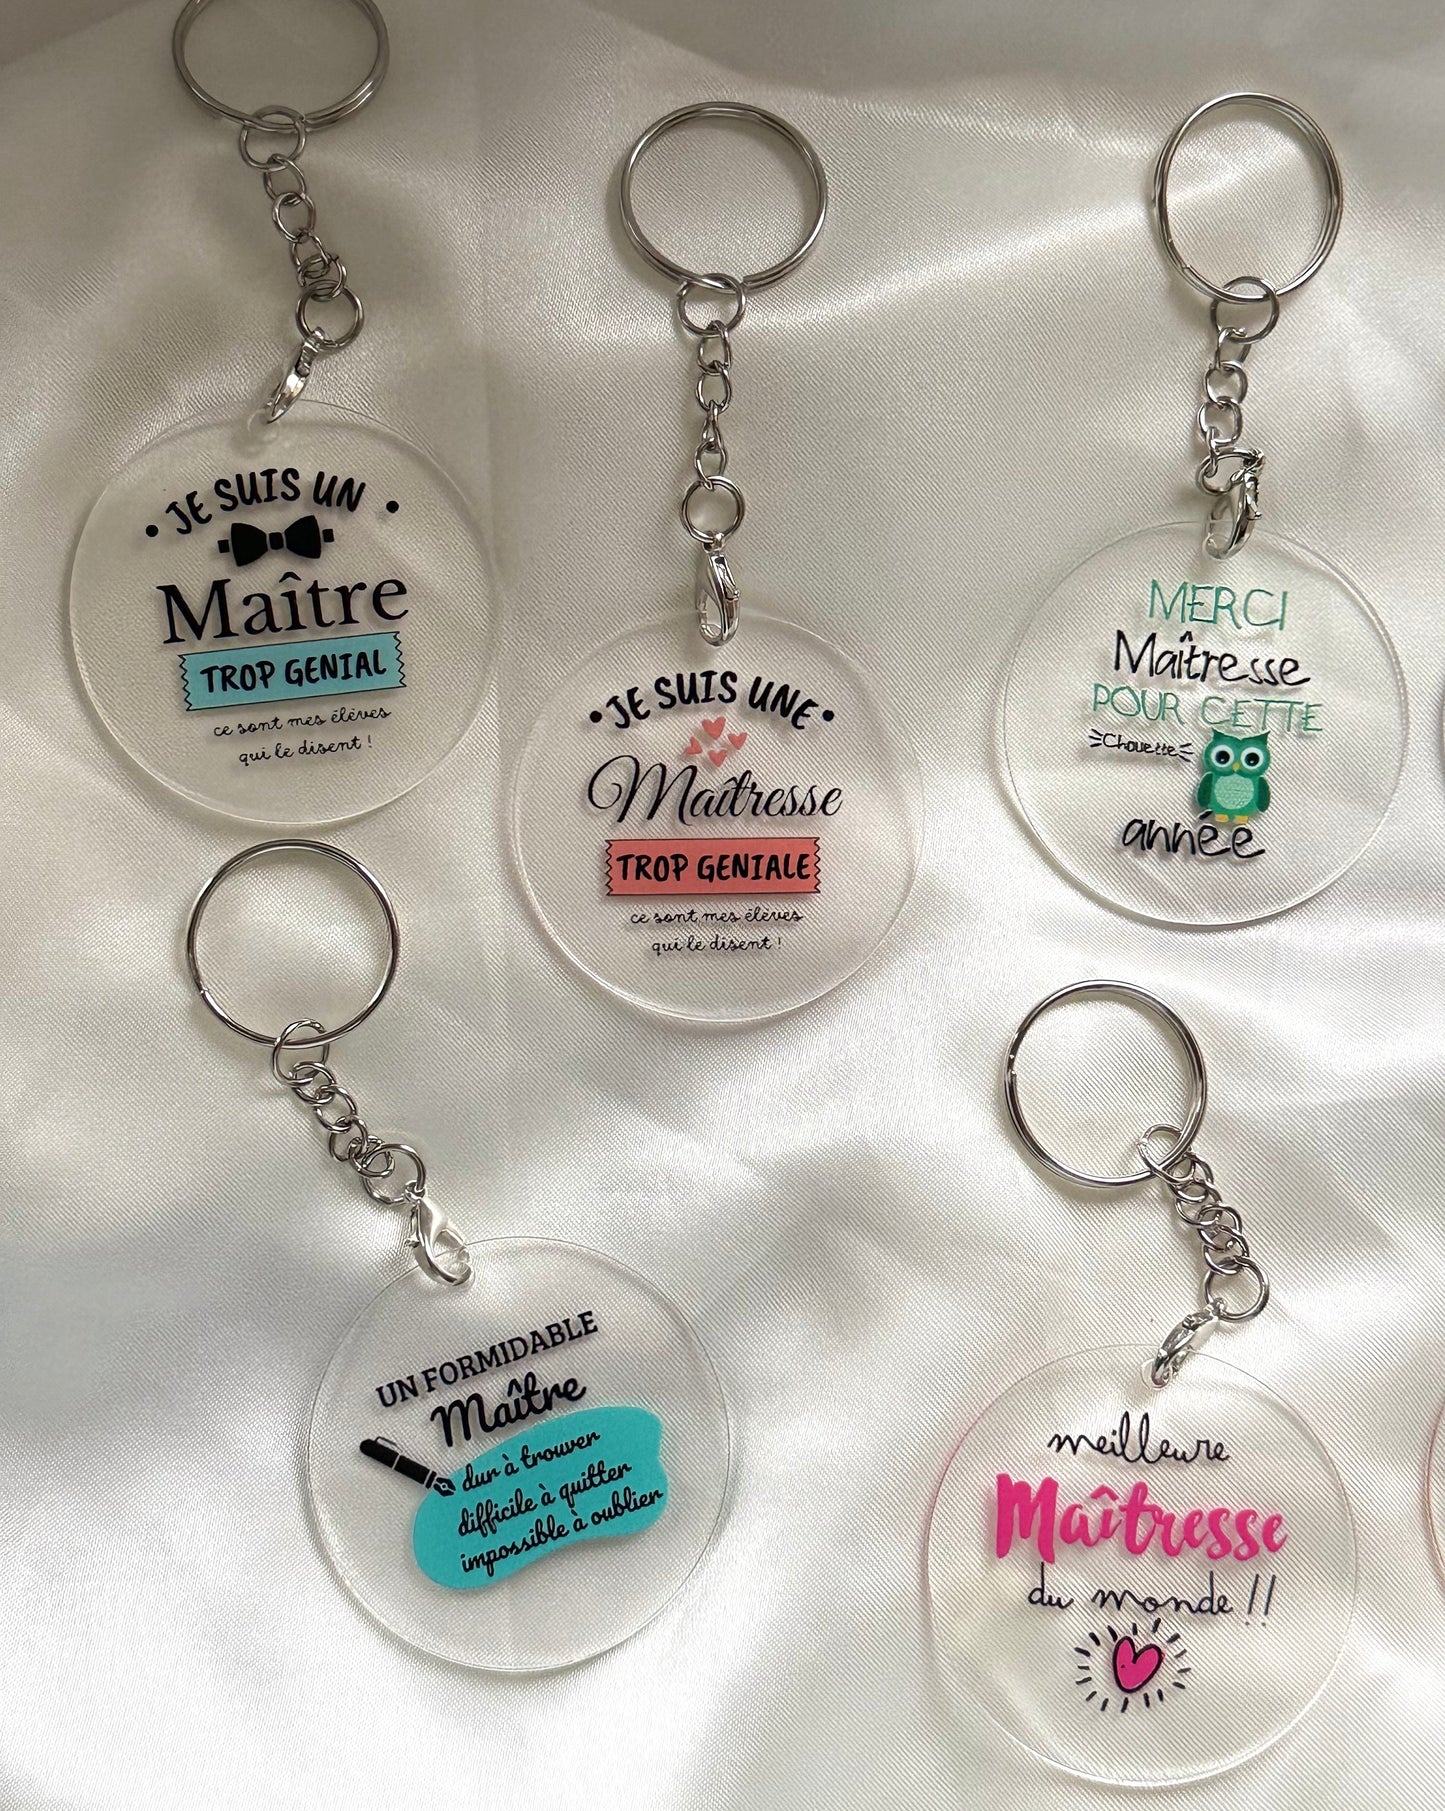 • JE SUIS UN •
Maître
TROP GENIAL
ce sont mes élèves
qui le disent !
• JE SUIS UNE •
Maîtresse
TROP GENIALE
ce sont mes élèves
qui le disent !
MERCI
Maîtresse
POUR CETTE
Chouette
année
UN FORMIDABLE
Maître
dur à trouver
difficile à quitter
impossible à oublier
meilleure
Maîtresse
du monde !!